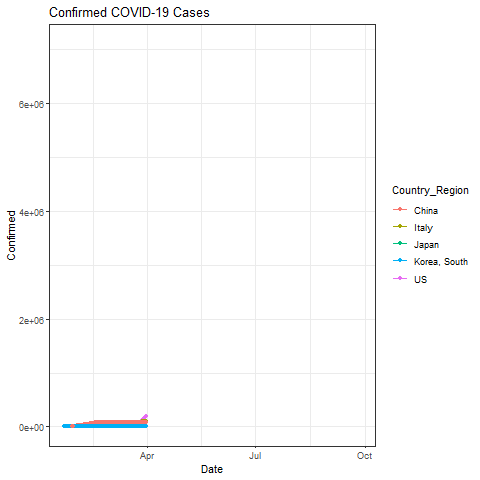 Confirmed COVID-19 Cases
6e+06
4e+06
2e+06
0e+00
Confirmed
Apr
Jul
Oct
Date
Country_Region
China
Italy
Japan
Korea, South
US